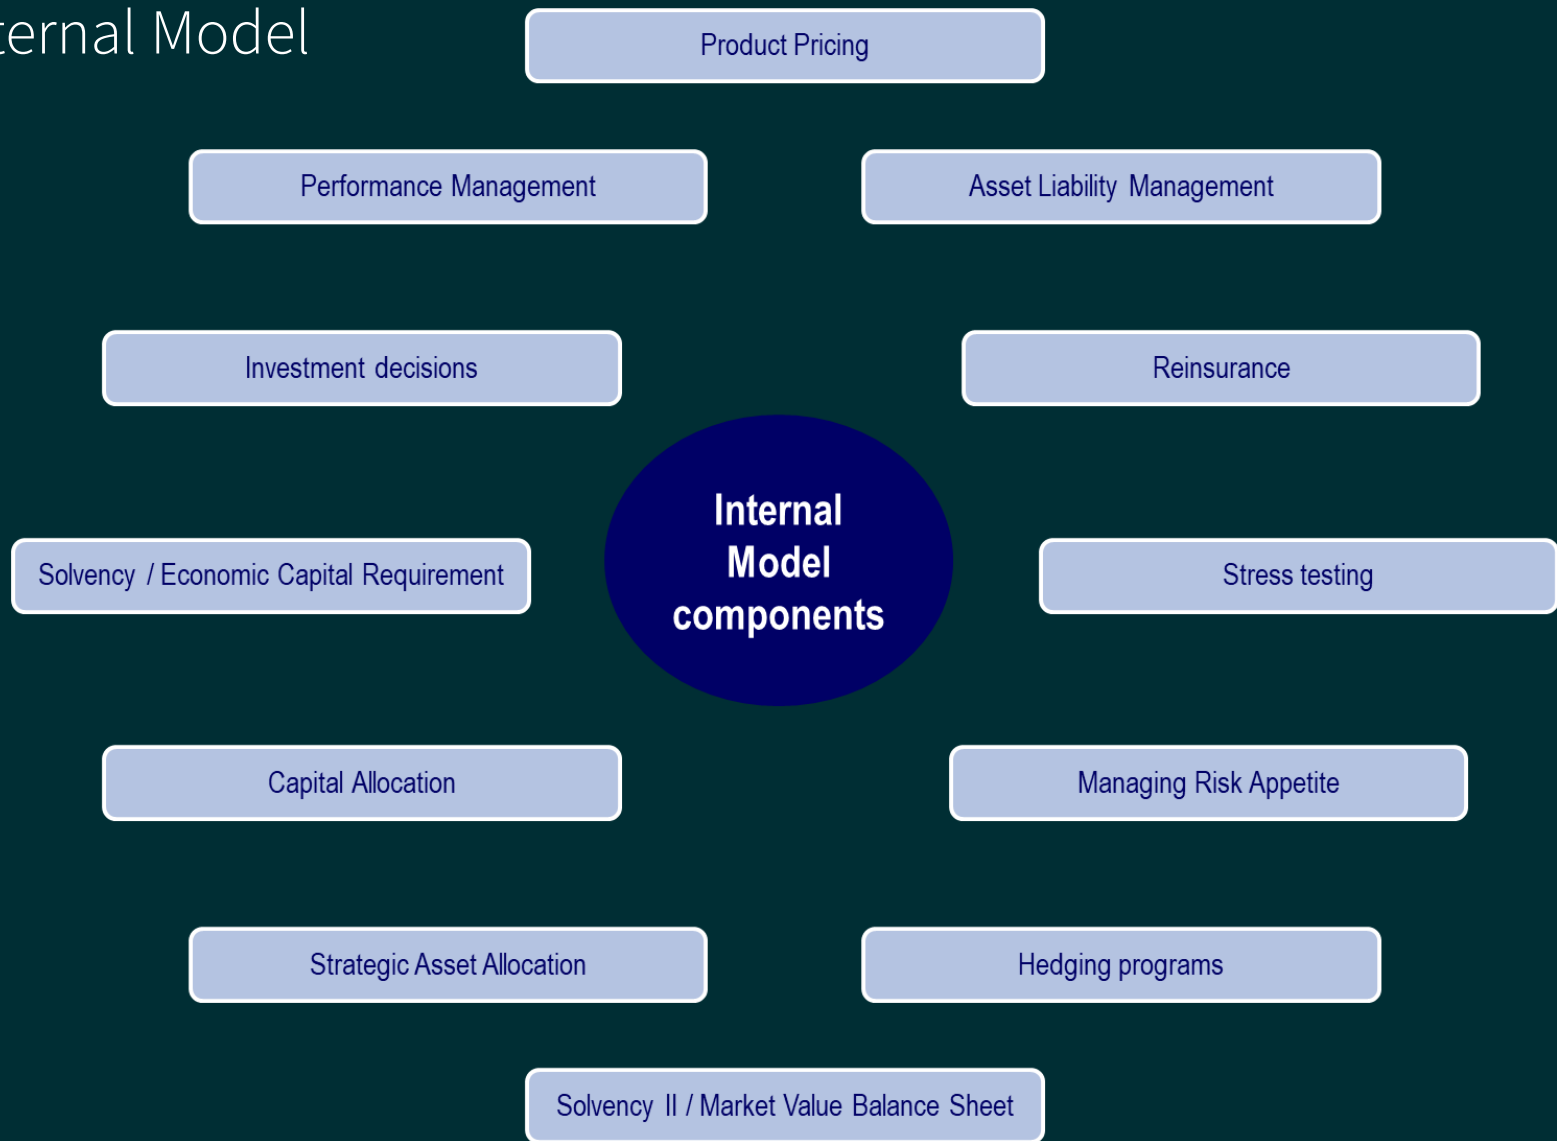 ternal Model
Product Pricing
Performance Management
Asset Liability Management
Investment decisions
Reinsurance
Internal
Model
components
Solvency / Economic Capital Requirement
Stress testing
Capital Allocation
Managing Risk Appetite
Strategic Asset Allocation
Hedging programs
Solvency II / Market Value Balance Sheet